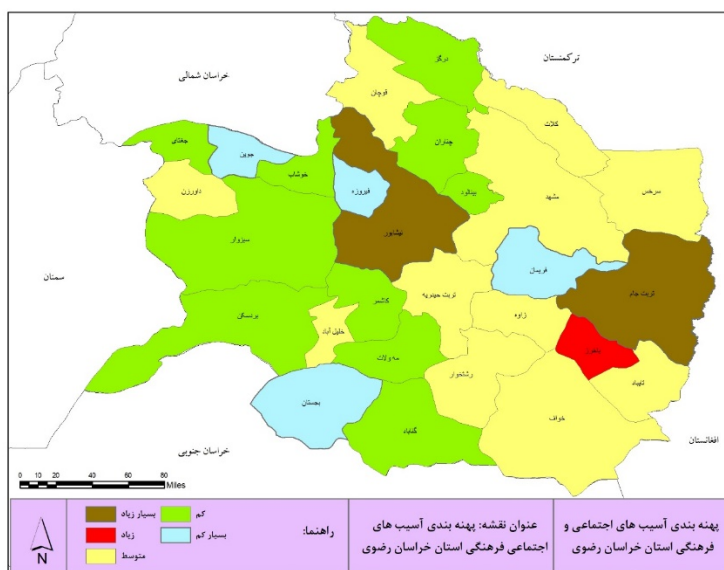 ترکمنستان
خراسان شمالی
درگز
قوچان
کلات
چناران
جغتای
جوین
خوشاب
فیروزه
بینالود
مشهد
سرخس
داورزن
نیشابور
سبزوار
سمنان
فریمان
تربت جام
تربت حیدریه
کاشمر
زاوه
بردسکن
خلیل آباد
باخرز
مه ولات
رشتخوار
تایباد
بجستان
خواف
گناباد
افغانستان
خراسان جنوبی
0 10 20 40 60 80
Miles
پهنه بندی آسیب های اجتماعی و
فرهنگی استان خراسان رضوی
عنوان نقشه: پهنه بندی آسیب های
اجتماعی فرهنگی استان خراسان رضوی
راهنما:
کم
بسیار زیاد
بسیار کم
زیاد
متوسط
N